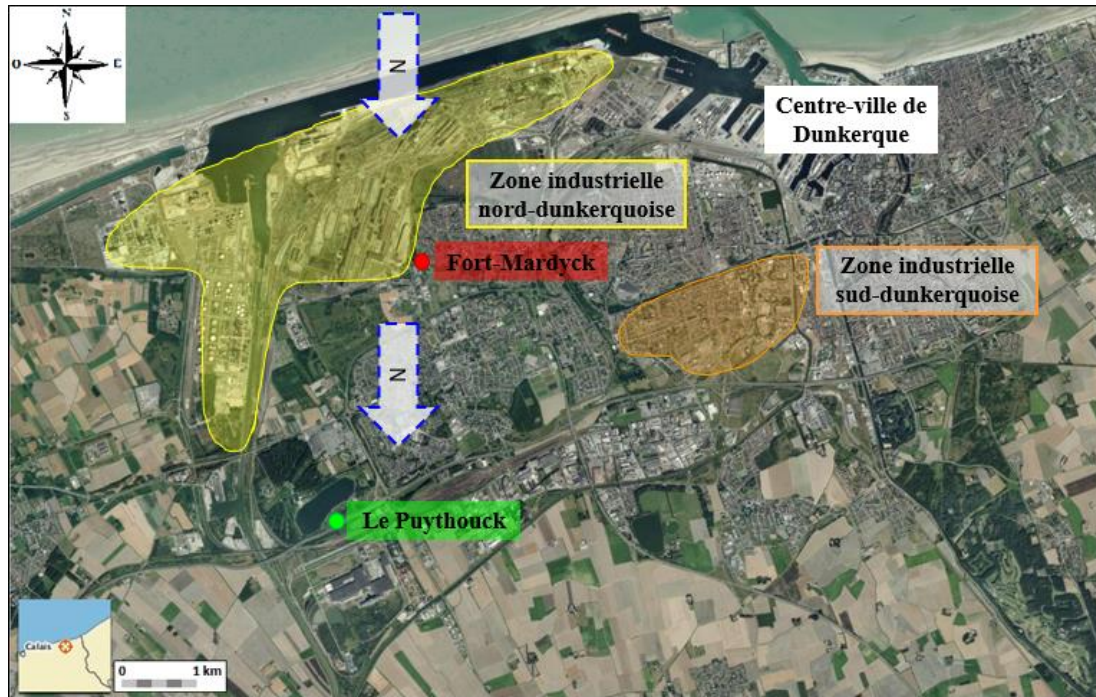 N
O
E
S
N
Centre-ville de
Dunkerque
Zone industrielle
nord-dunkerquoise
Fort-Mardyck
Zone industrielle
sud-dunkerquoise
N
Le Puythouck
Calais
0 1 km